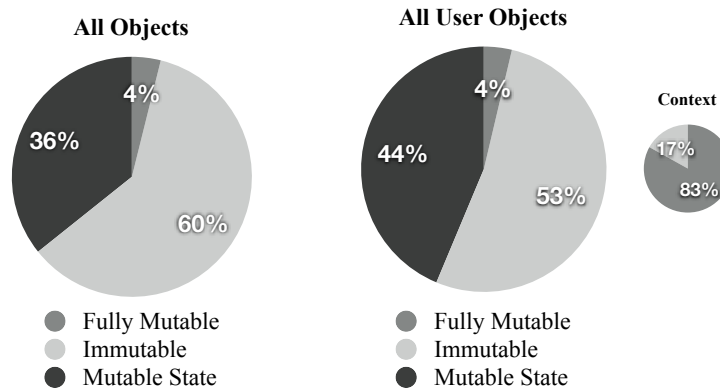 All Objects
4%
36%
60%
Fully Mutable
Immutable
Mutable State
All User Objects
4%
44%
53%
Fully Mutable
Immutable
Mutable State
Context
17%
83%